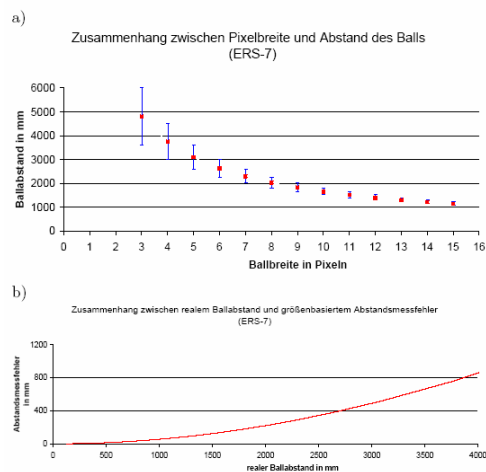 a)
Zusammenhang zwischen Pixelbreite und Abstand des Balls
(ERS-7)
Ballabstand in mm
6000
5000
4000
3000
2000
1000
0
0 1 2 3 4 5 6 7 8 9 10 11 12 13 14 15 16
Ballbreite in Pixeln
b)
Zusammenhang zwischen realem Ballabstand und größenbasiertem Abstandsmessfehler
(ERS-7)
Abstandsmessfehler
in mm
1200
800
400
0
0 500 1000 1500 2000 2500 3000 3500 4000
realer Ballabstand in mm